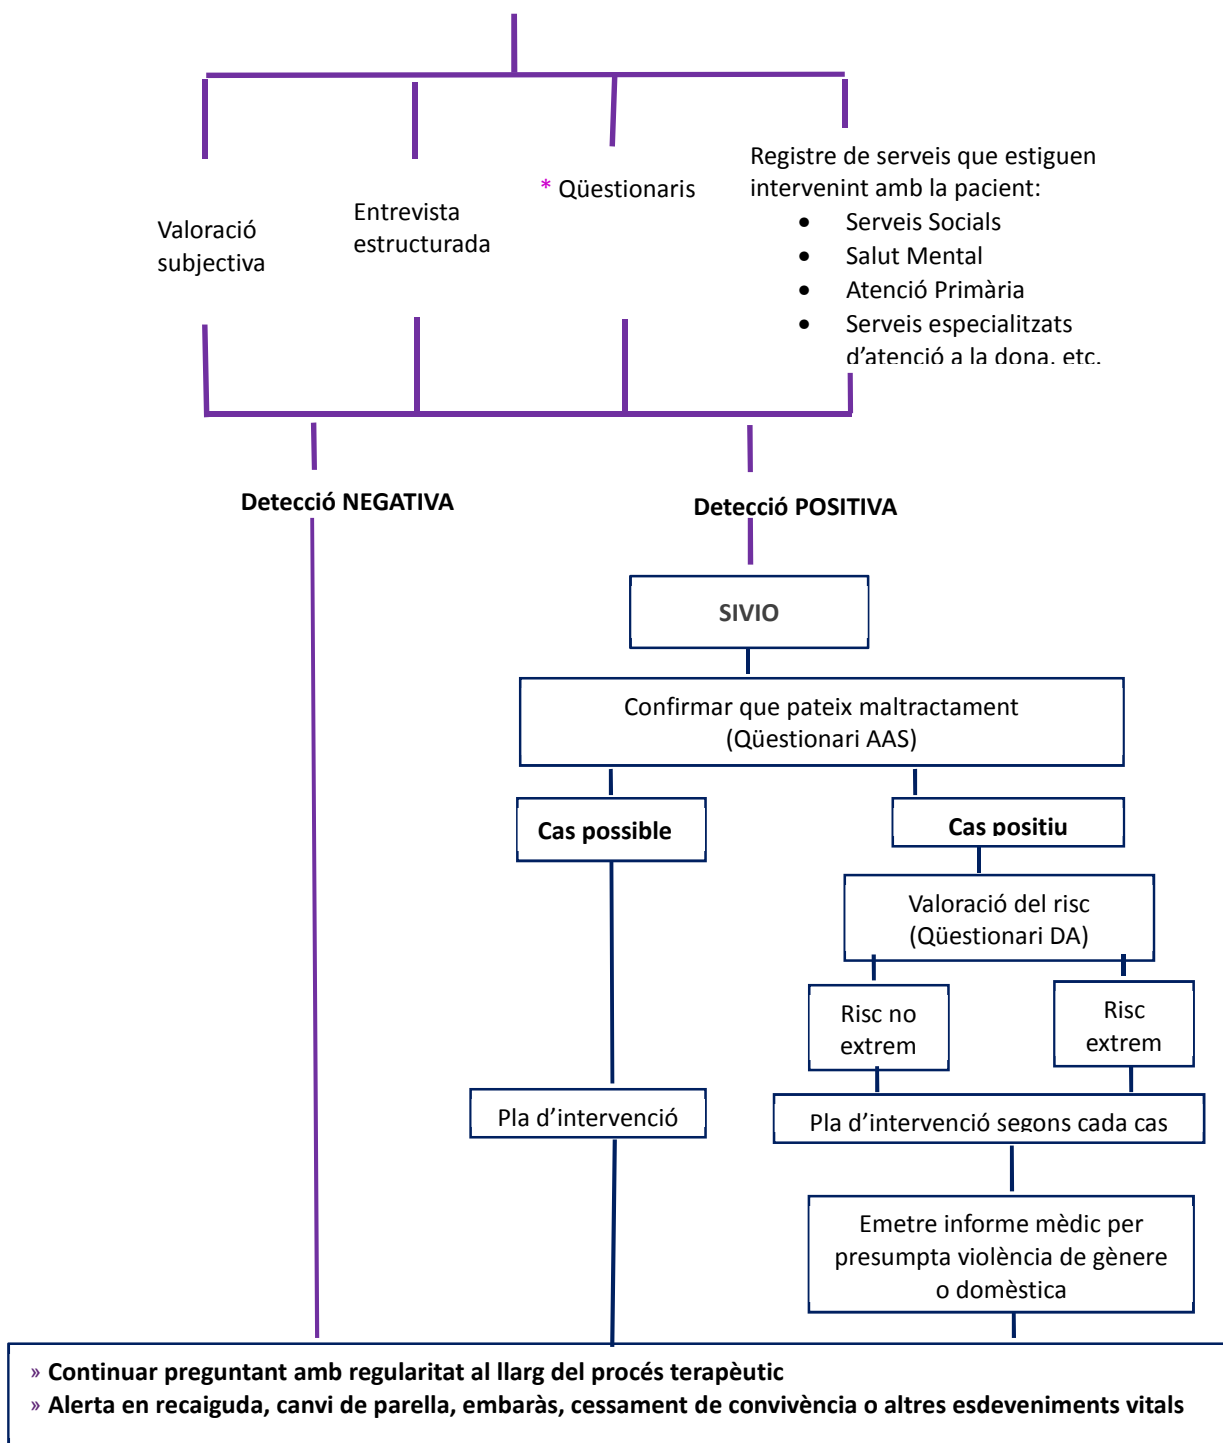 Valoració
subjectiva
Entrevista
estructurada
* Qüestionaris
Registre de serveis que estiguen
intervenint amb la pacient:
• Serveis Socials
• Salut Mental
• Atenció Primària
• Serveis especialitzats
d’atenció a la dona, etc.
Detecció NEGATIVA
Detecció POSITIVA
SIVIO
Confirmar que pateix maltractament
(Qüestionari AAS)
Cas possible
Cas positiu
Valoració del risc
(Qüestionari DA)
Risc no
extrem
Risc
extrem
Pla d’intervenció
Pla d’intervenció segons cada cas
Emetre informe mèdic per
presumpta violència de gènere
o domèstica
» Continuar preguntant amb regularitat al llarg del procés terapèutic
» Alerta en recaiguda, canvi de parella, embaràs, cessament de convivència o altres esdeveniments vitals